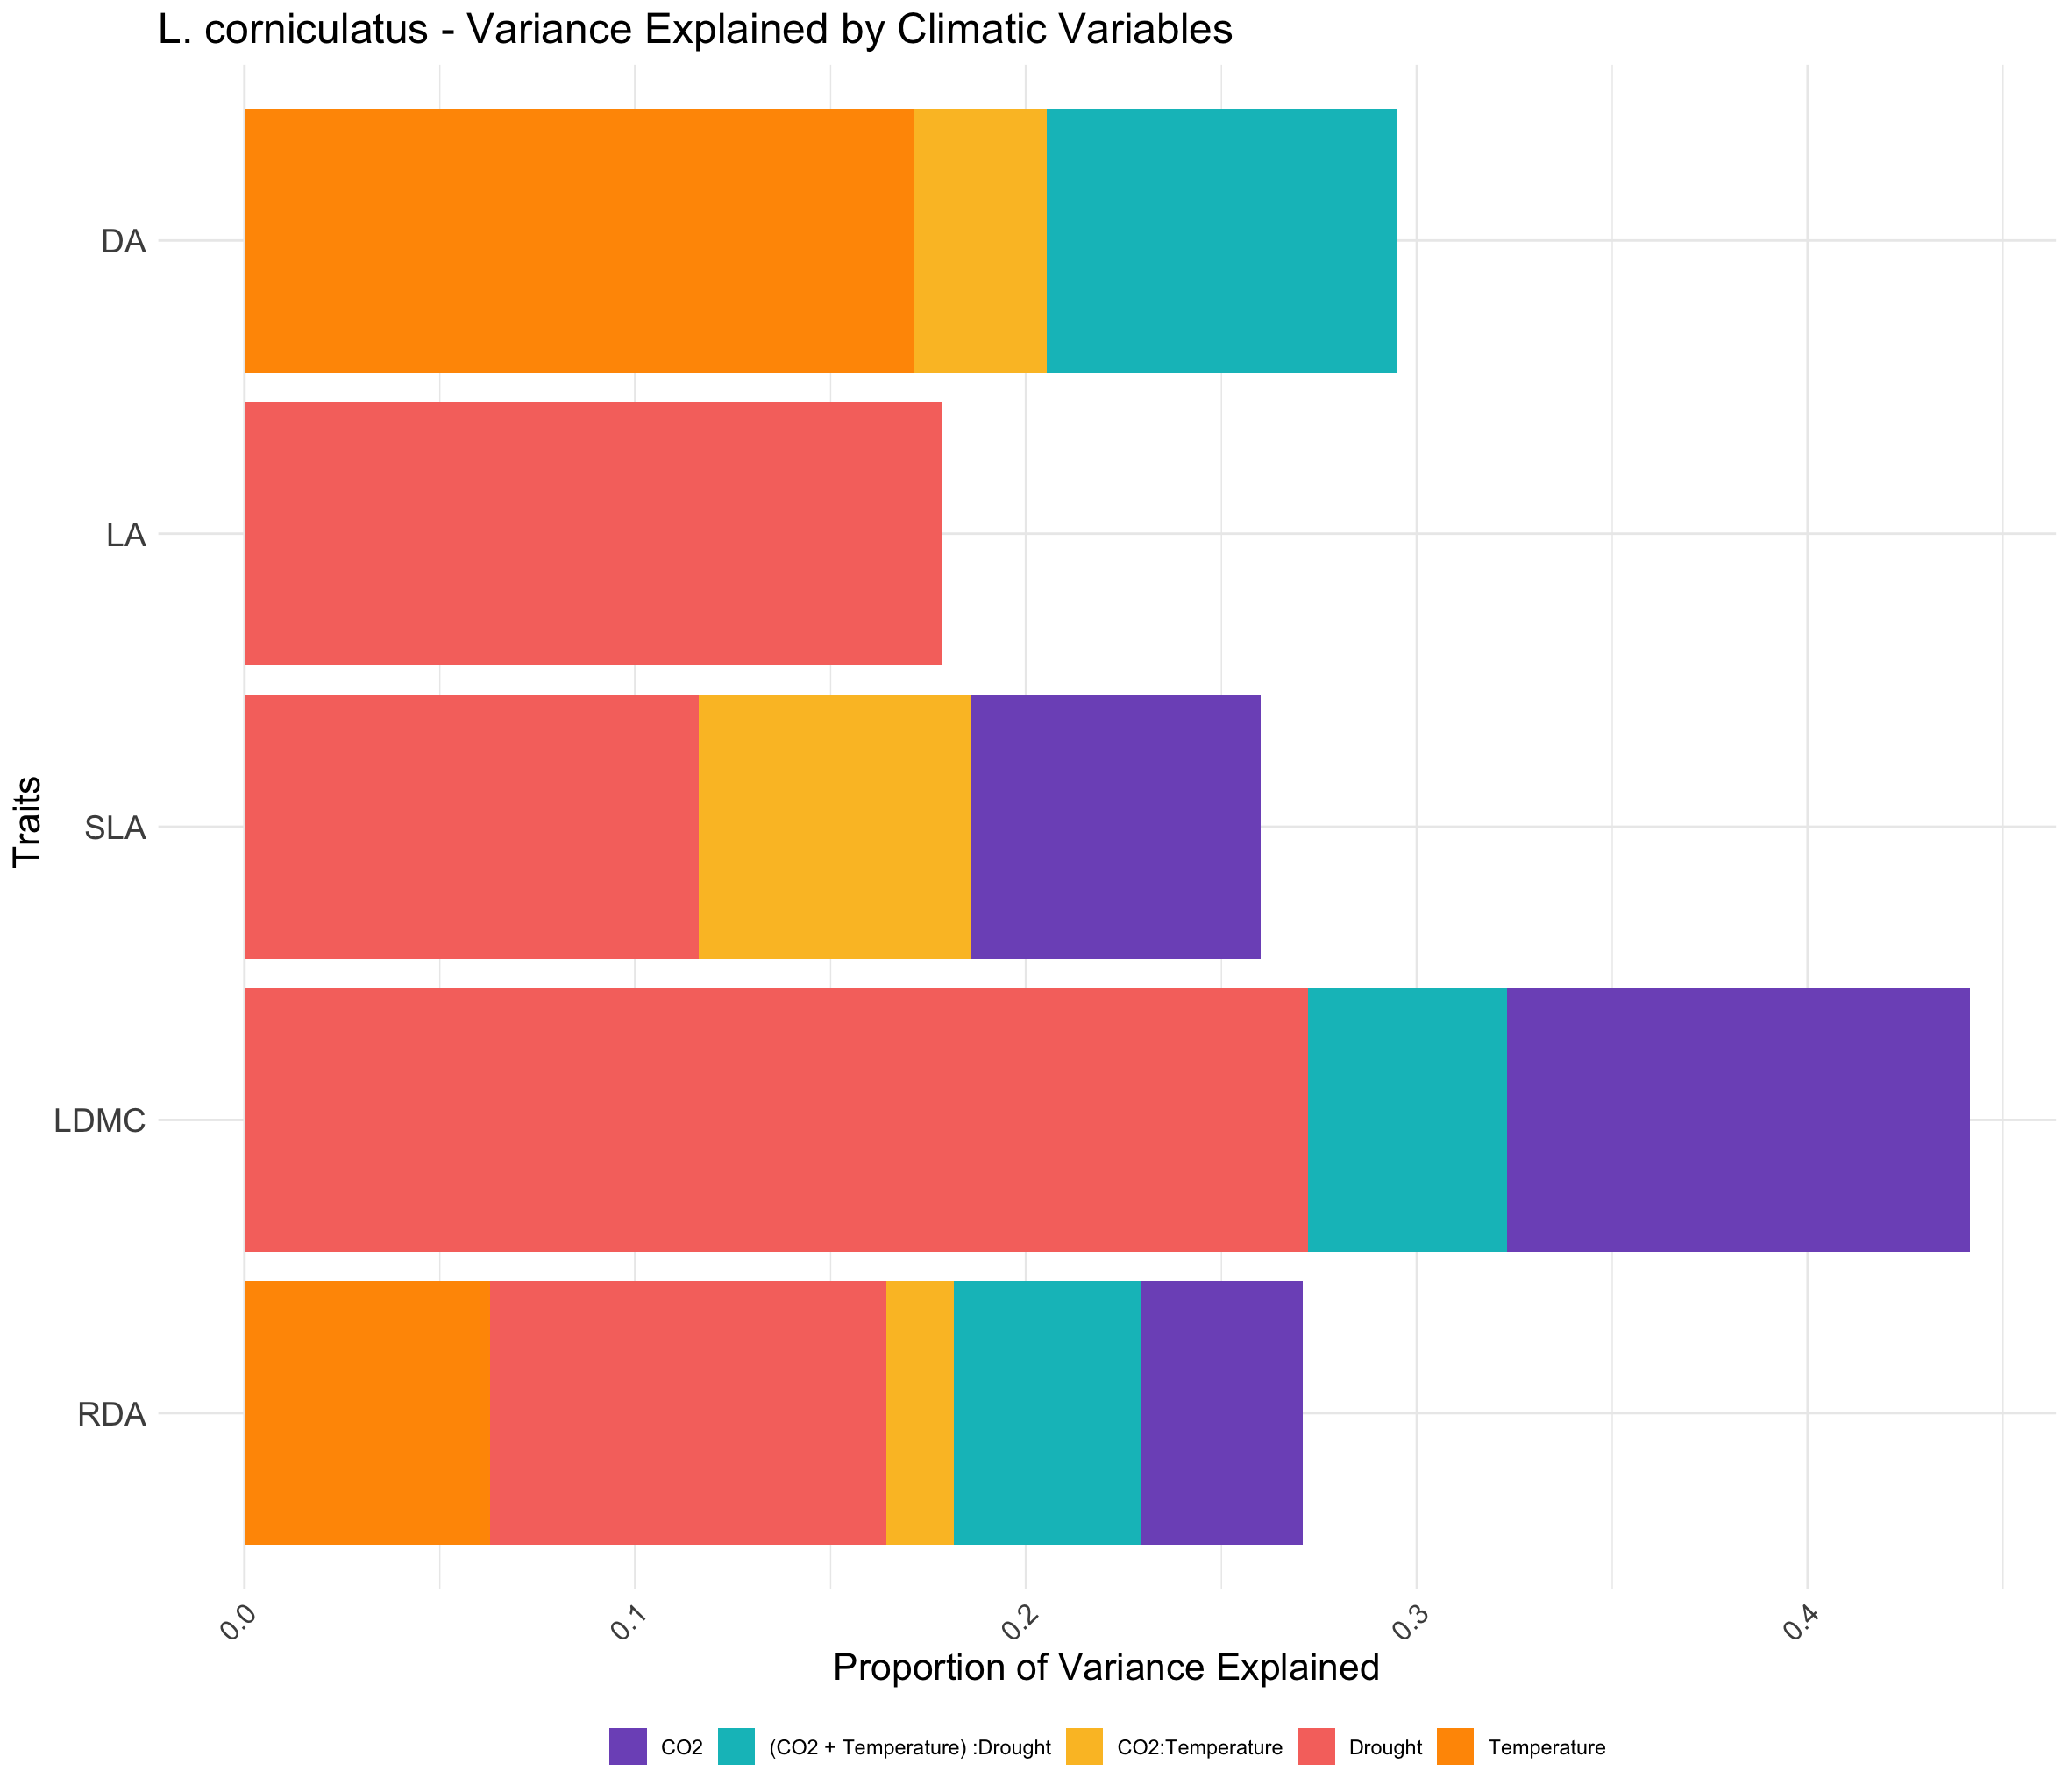 L. corniculatus - Variance Explained by Climatic Variables
DA
LA
SLA
LDMC
RDA
Traits
0.0 0.1 0.2 0.3 0.4
Proportion of Variance Explained
CO2 (CO2 + Temperature) :Drought CO2:Temperature Drought Temperature